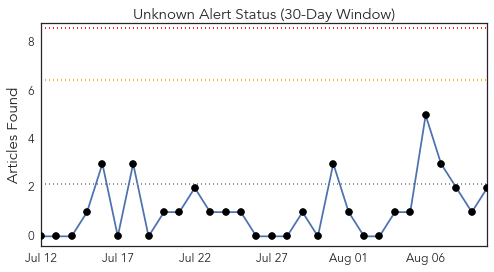 Unknown Alert Status (30-Day Window)
Articles Found
8
6
4
2
0
Jul 12 Jul 17 Jul 22 Jul 27 Aug 01 Aug 06